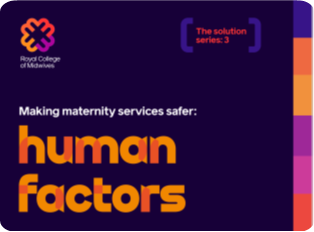 Royal College
of Midwives
The solution
series: 3
Making maternity services safer:
human
factors